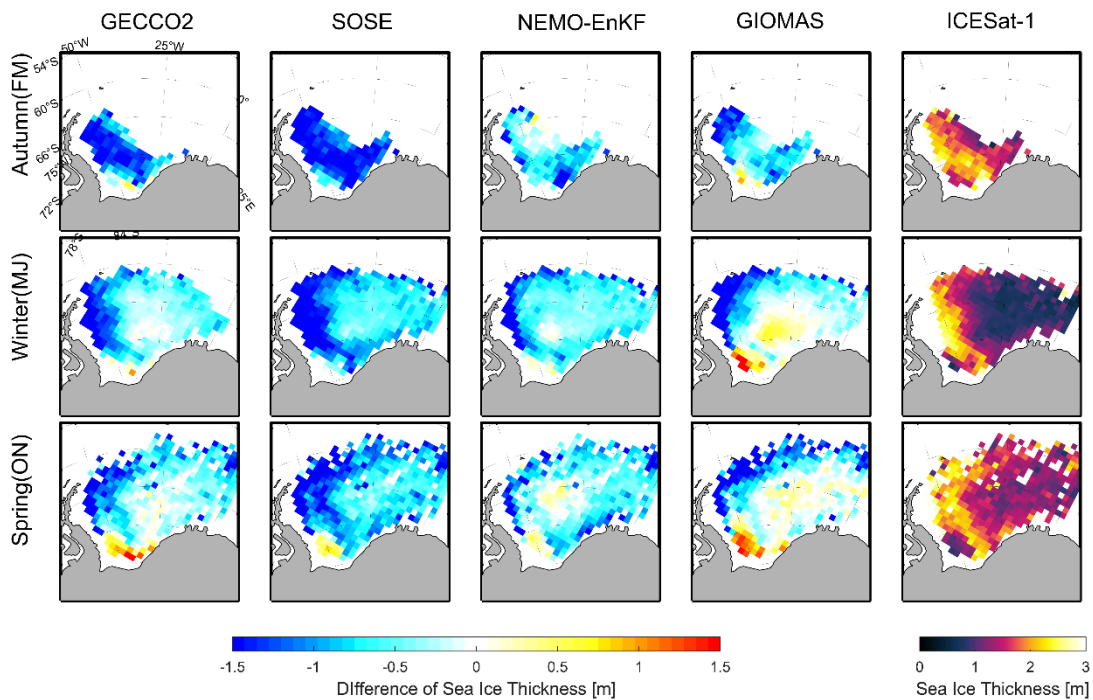 GECCO2 SOSE NEMO-EnKF GIOMAS ICESat-1
50°W 25°W
54°S
0°
60°S
Autumn(FM)
66°S
75°W
25°E
72°S
78°S 84°S
Winter(MJ)
Spring(ON)
-1.5 -1 -0.5 0 0.5 1 1.5 0 1 2 3
DIfference of Sea Ice Thickness [m] Sea Ice Thickness [m]